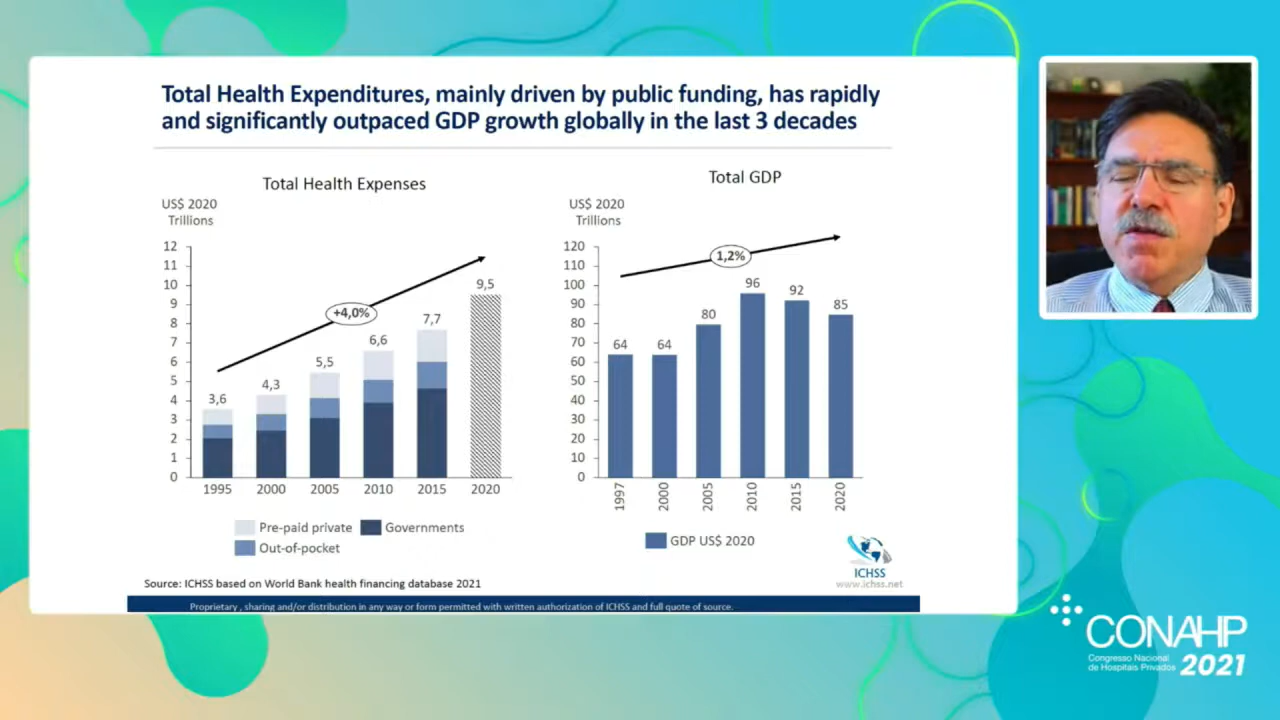 Total Health Expenditures, mainly driven by public funding, has rapidly
and significantly outpaced GDP growth globally in the last 3 decades
Total Health Expenses
US$ 2020
Trillions
12
11
10
9
8
7
6
5
4
3
2
1
0
+4,0%
3,6
4,3
5,5
6,6
7,7
9,5
1995
2000
2005
2010
2015
2020
Pre-paid private
Governments
Out-of-pocket
Total GDP
US$ 2020
Trillions
120
110
100
90
80
70
60
50
40
30
20
10
0
1,2%
64
64
80
96
92
85
1997
2000
2005
2010
2015
2020
GDP US$ 2020
ICHSS
www.ichss.net
Source: ICHSS based on World Bank health financing database 2021
Proprietary , sharing and/or distribution in any way or form permitted with written authorization of ICHSS and full quote of source.
CONAHP
Congresso Nacional
de Hospitais Privados
2021